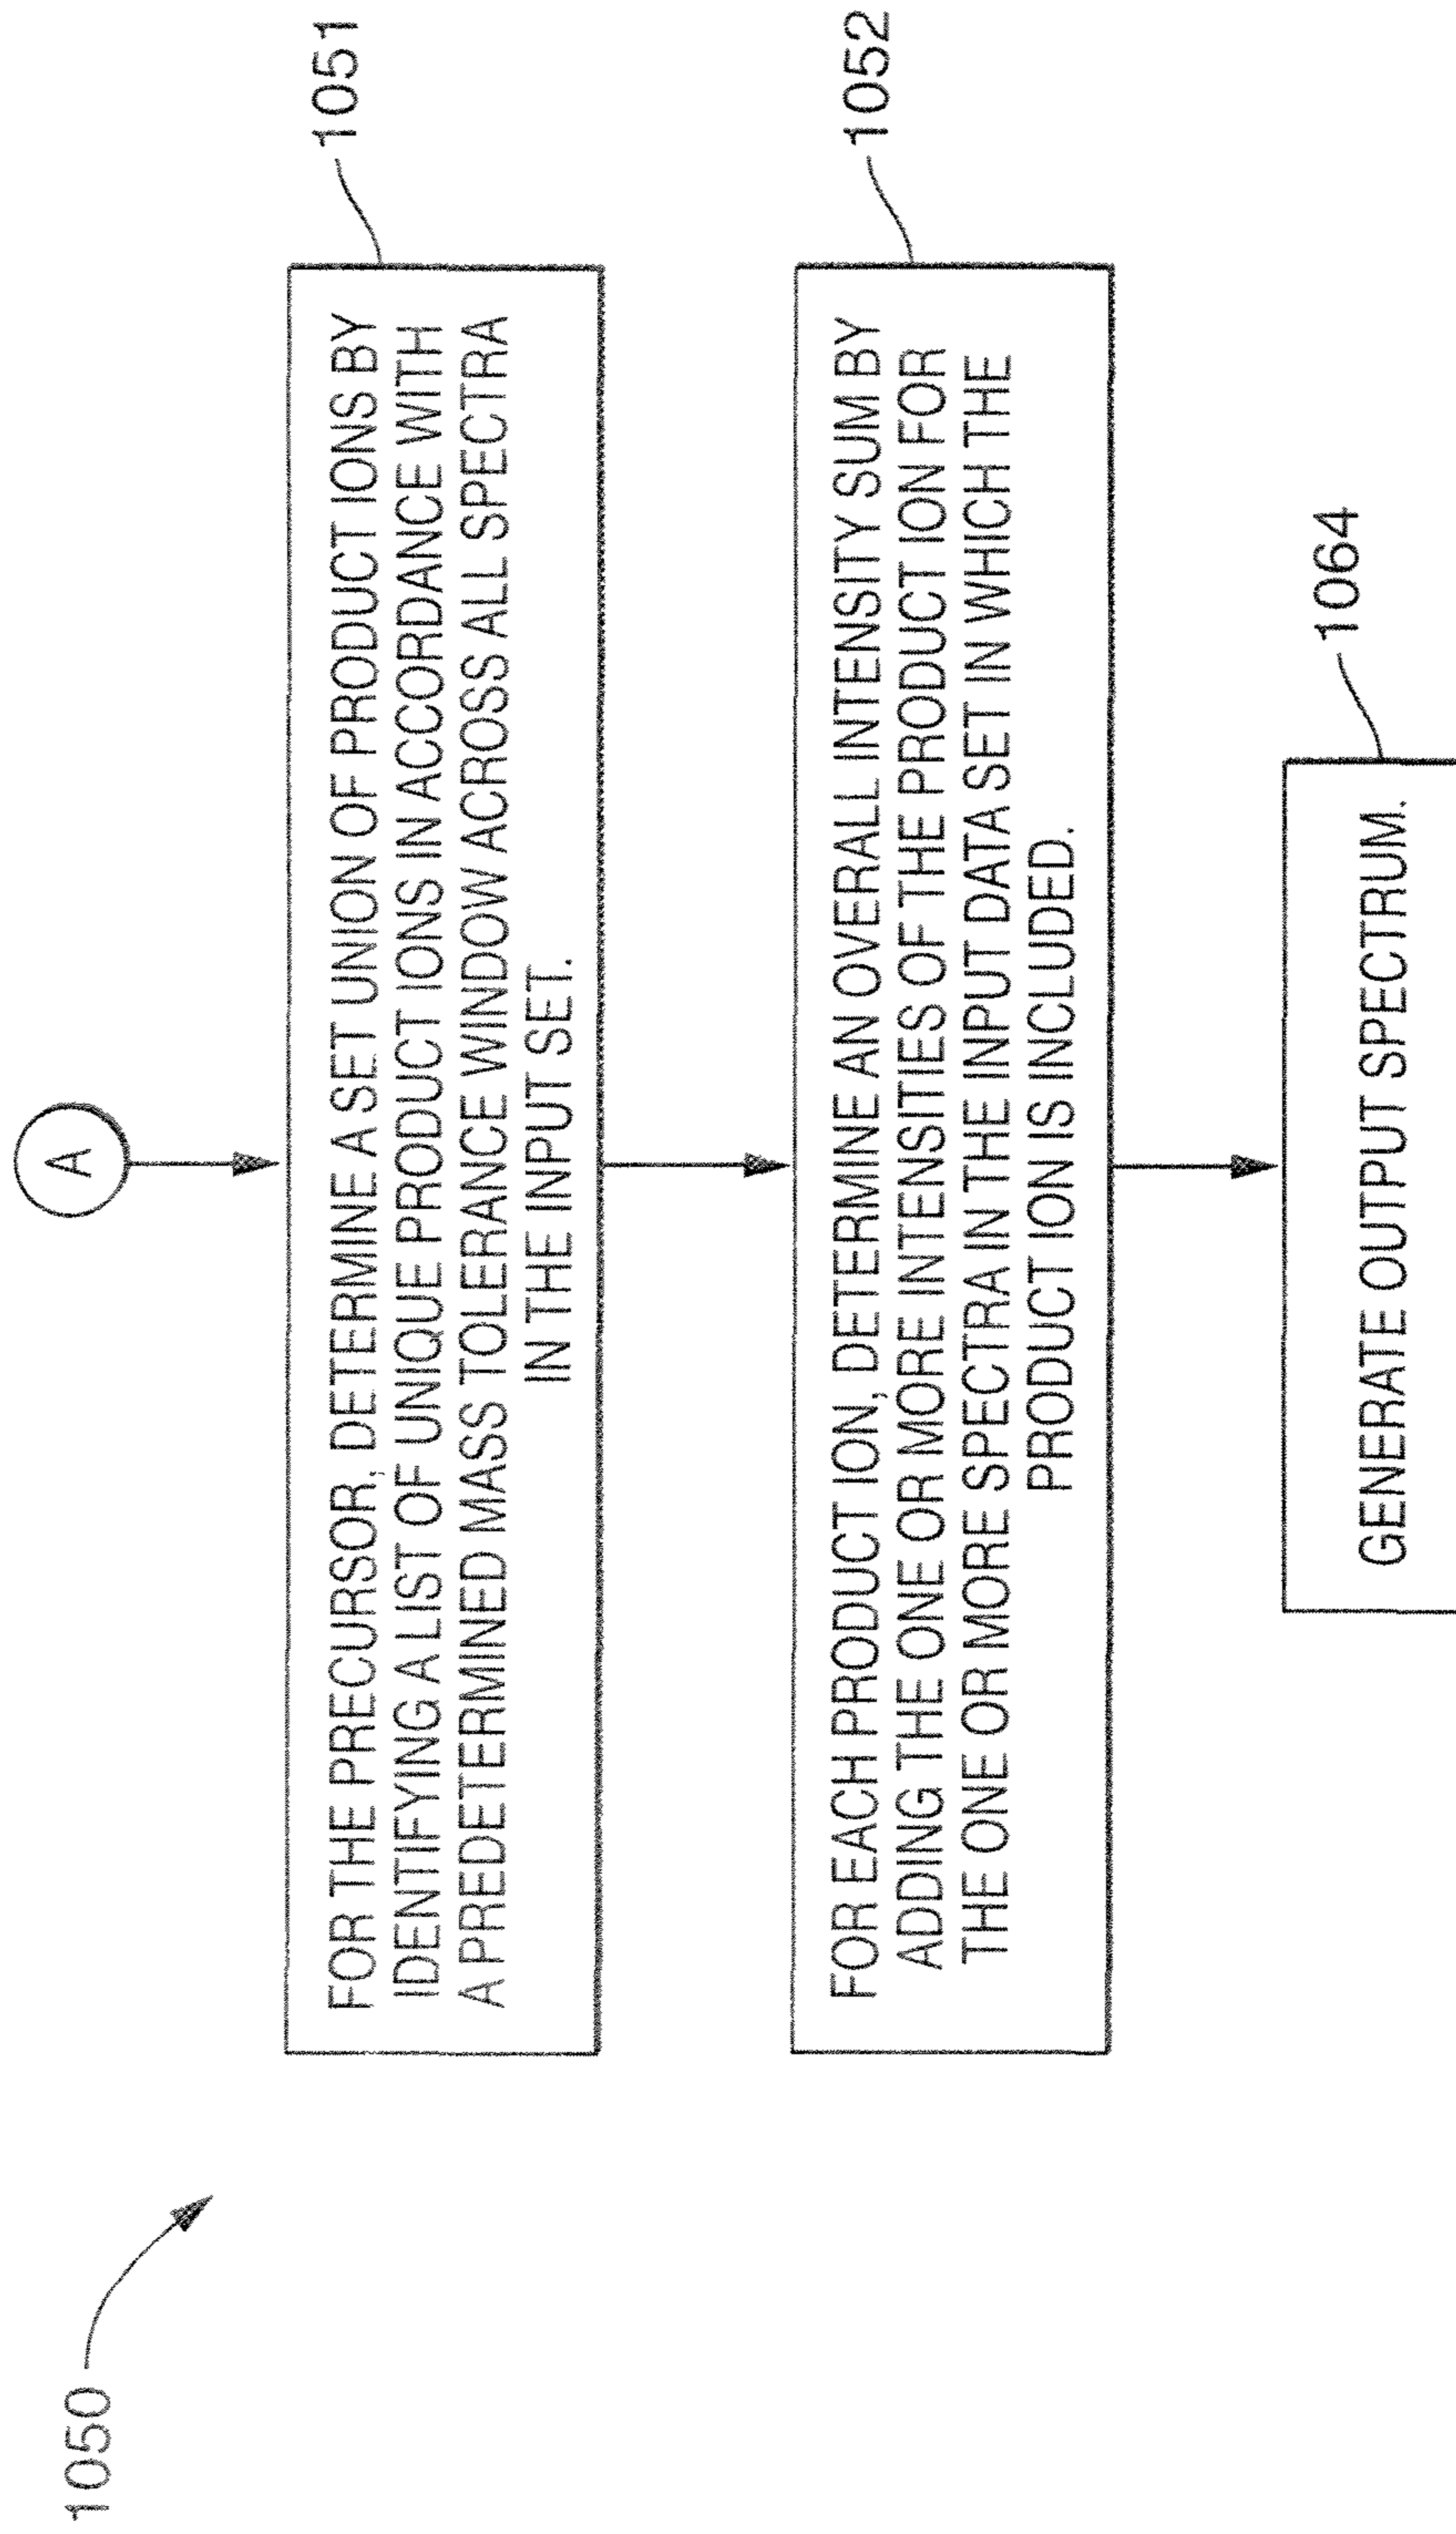 1050
A
1051
FOR THE PRECURSOR, DETERMINE A SET UNION OF PRODUCT IONS BY
IDENTIFYING A LIST OF UNIQUE PRODUCT IONS IN ACCORDANCE WITH
A PREDETERMINED MASS TOLERANCE WINDOW ACROSS ALL SPECTRA
IN THE INPUT SET.
1052
FOR EACH PRODUCT ION, DETERMINE AN OVERALL INTENSITY SUM BY
ADDING THE ONE OR MORE INTENSITIES OF THE PRODUCT ION FOR
THE ONE OR MORE SPECTRA IN THE INPUT DATA SET IN WHICH THE
PRODUCT ION IS INCLUDED.
1064
GENERATE OUTPUT SPECTRUM.